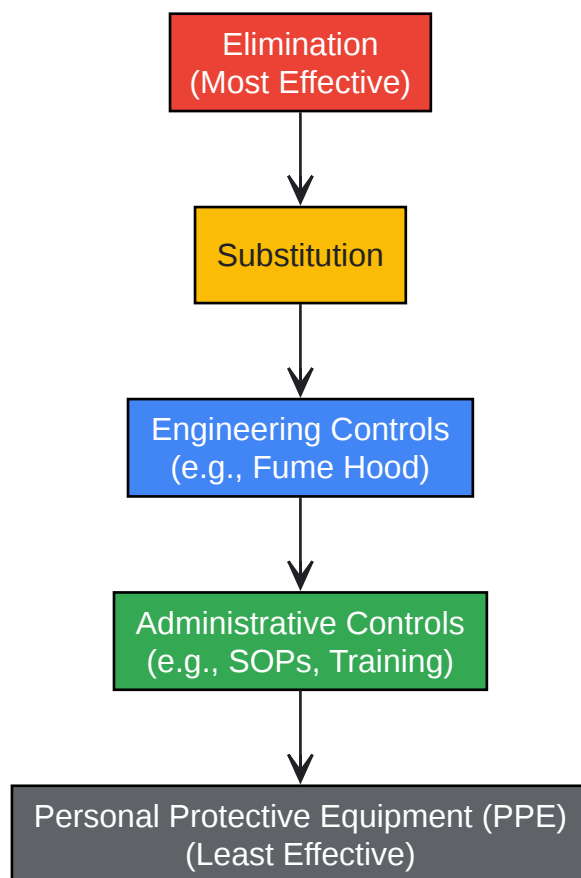 Elimination
(Most Effective)
Substitution
Engineering Controls
(e.g., Fume Hood)
Administrative Controls
(e.g., SOPs, Training)
Personal Protective Equipment (PPE)
(Least Effective)